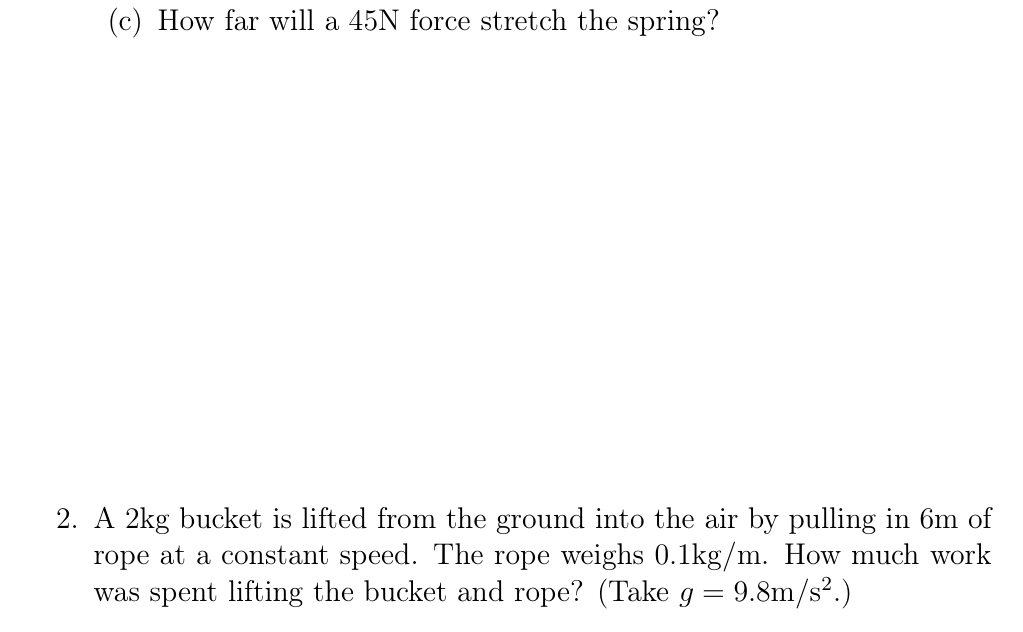 (c) How far will a 45N force stretch the spring?
2. A 2kg bucket is lifted from the ground into the air by pulling in 6m of
rope at a constant speed. The rope weighs 0.1kg/m. How much work
was spent lifting the bucket and rope? (Take g = 9.8m/s².)